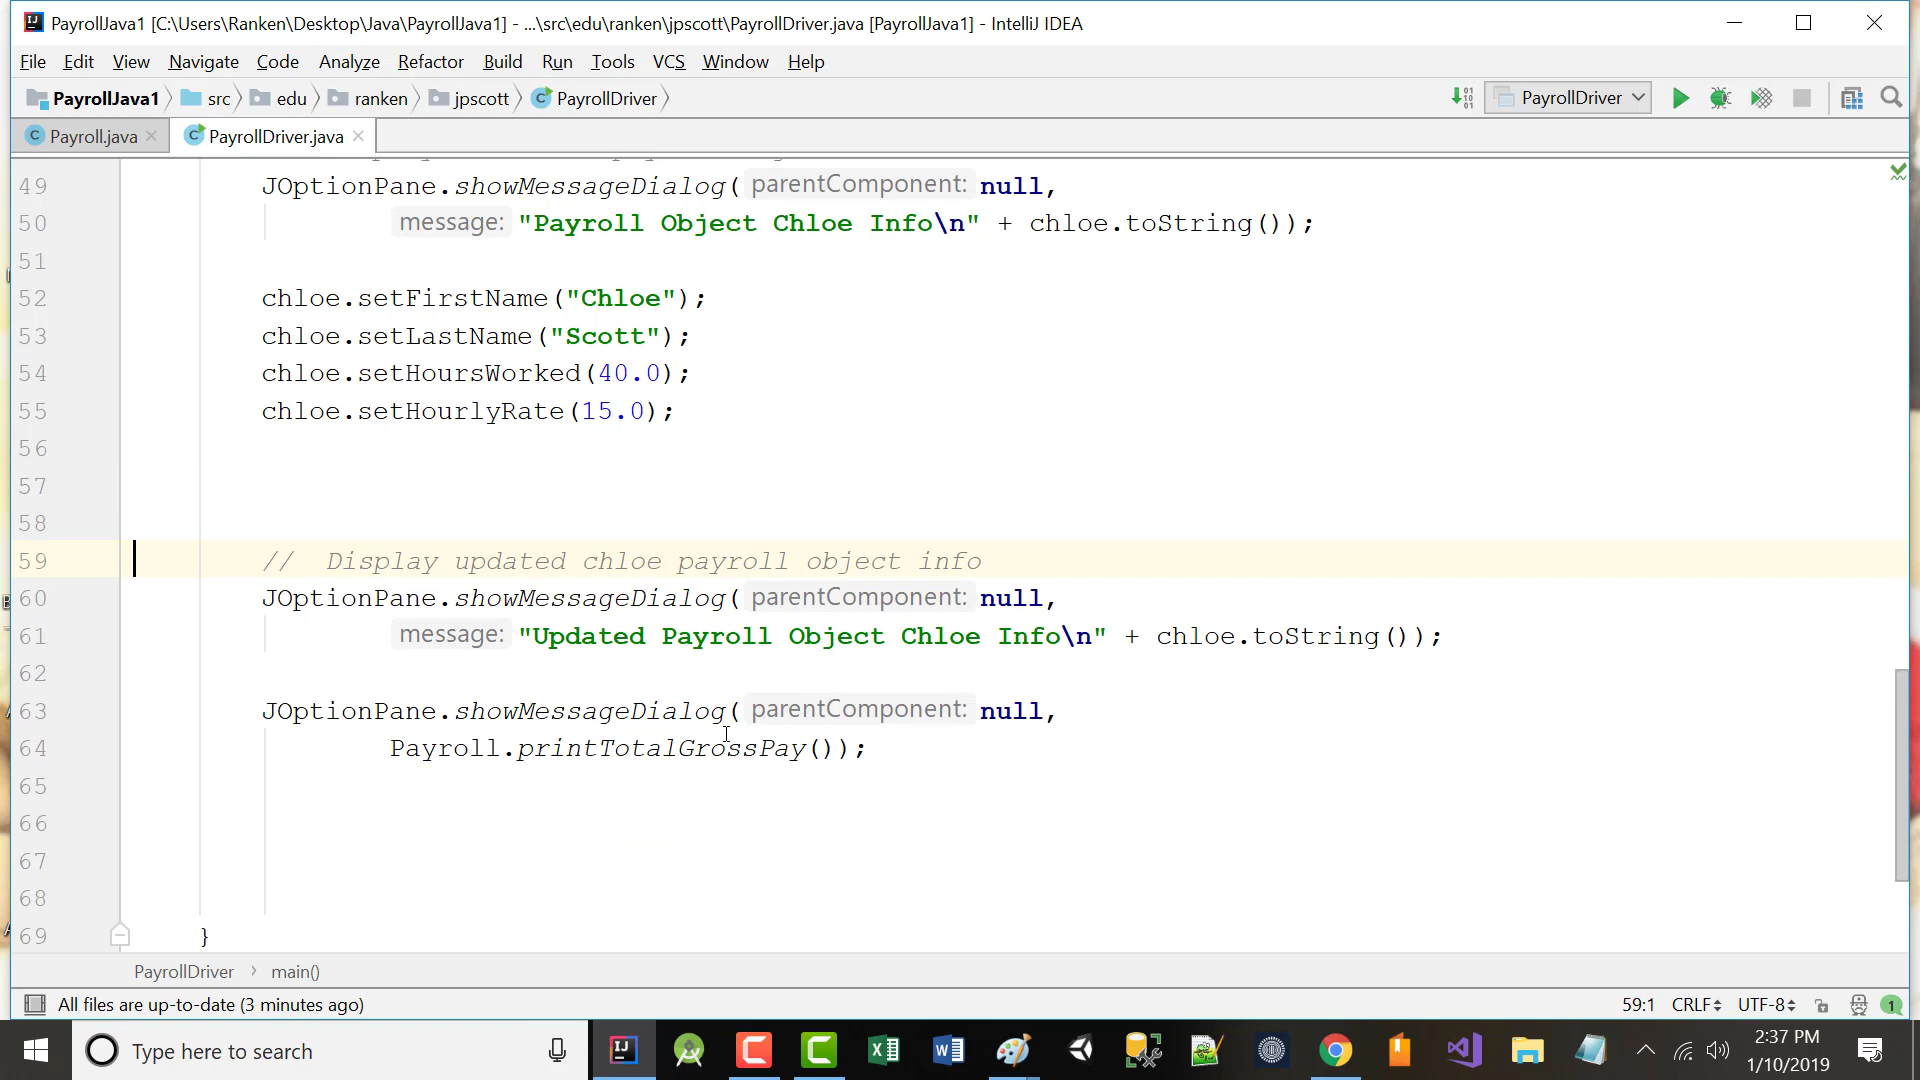 PayrollJava1 [C:\Users\Ranken\Desktop\Java\PayrollJava1] - ...\src\edu\ranken\jpscott\PayrollDriver.java [PayrollJava1] - IntelliJ IDEA
File Edit View Navigate Code Analyze Refactor Build Run Tools VCS Window Help
PayrollJava1 src edu ranken jpscott PayrollDriver PayrollDriver
Payroll.java PayrollDriver.java
49 JOptionPane.showMessageDialog( parentComponent: null,
50 message: "Payroll Object Chloe Info\n" + chloe.toString());
51
52 chloe.setFirstName("Chloe");
53 chloe.setLastName("Scott");
54 chloe.setHoursWorked(40.0);
55 chloe.setHourlyRate(15.0);
56
57
58
59 // Display updated chloe payroll object info
60 JOptionPane.showMessageDialog( parentComponent: null,
61 message: "Updated Payroll Object Chloe Info\n" + chloe.toString());
62
63 JOptionPane.showMessageDialog( parentComponent: null,
64 Payroll.printTotalGrossPay());
65
66
67
68
69 }
PayrollDriver > main()
All files are up-to-date (3 minutes ago) 59:1 CRLF UTF-8 1
Type here to search 2:37 PM
1/10/2019